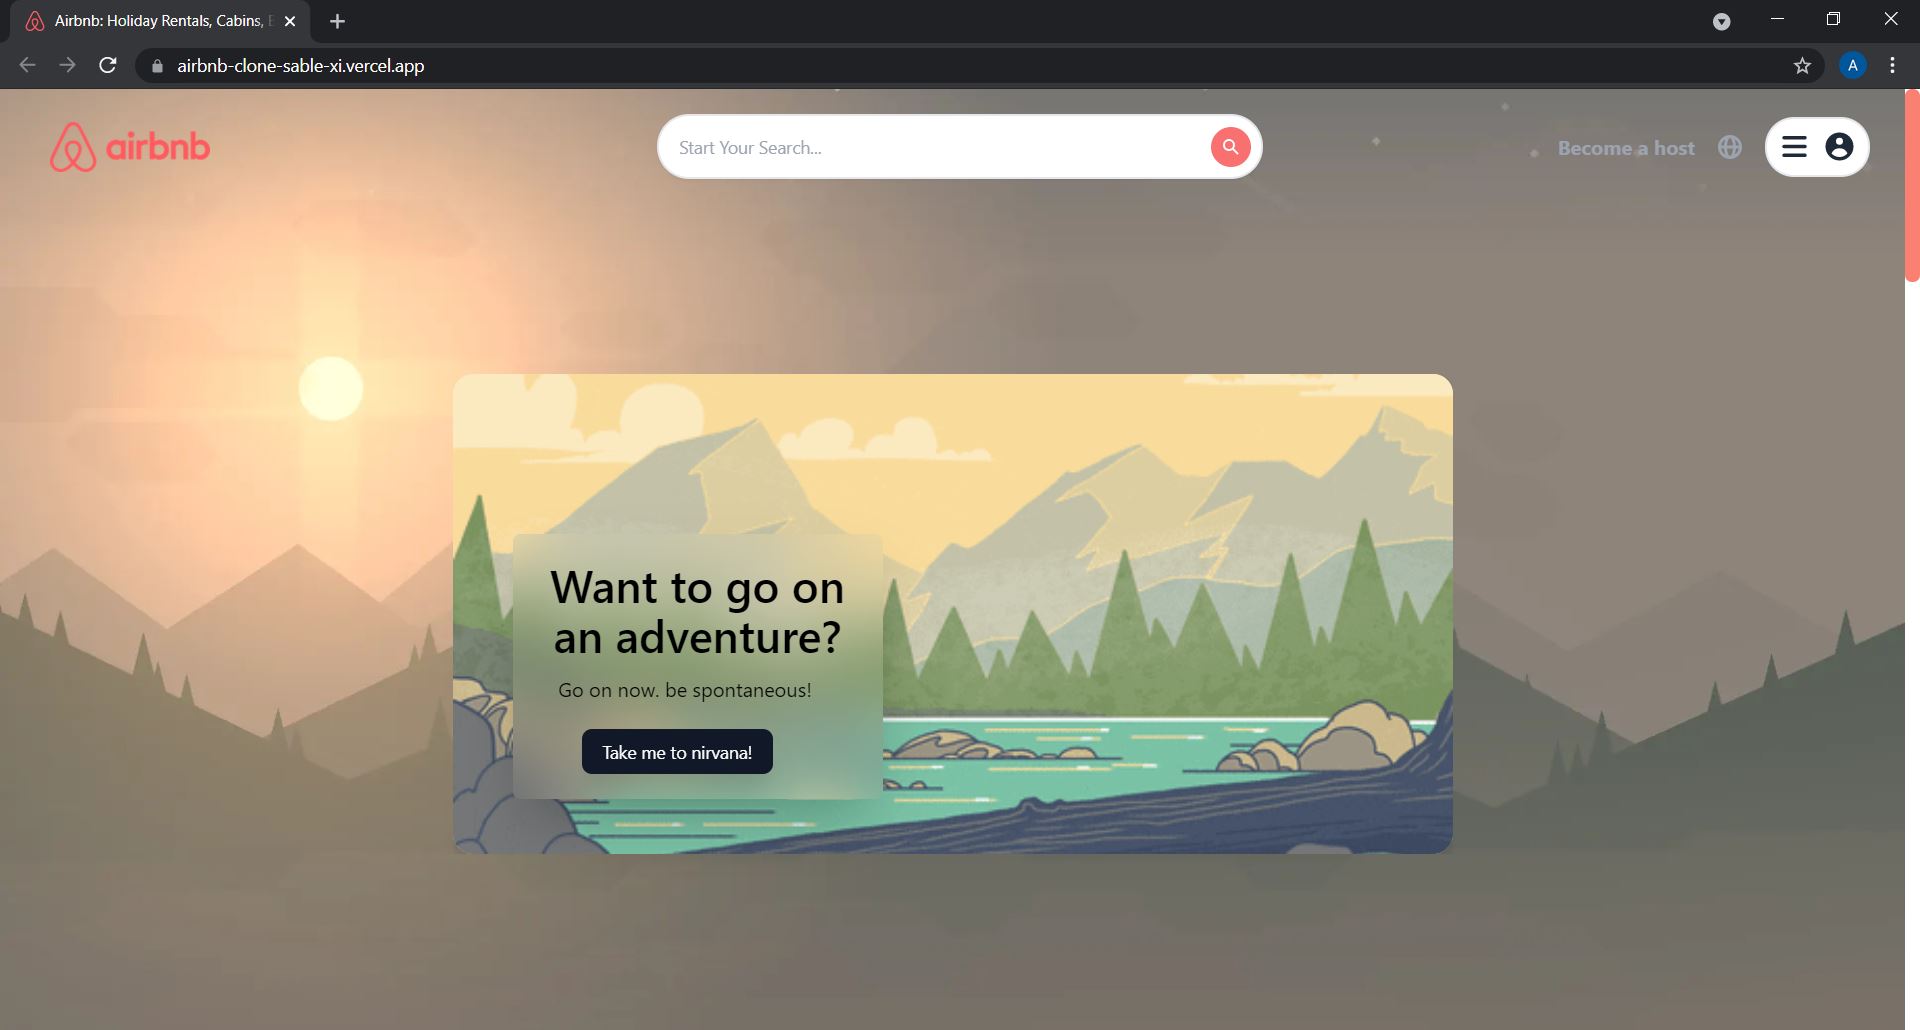 Airbnb: Holiday Rentals, Cabins,
airbnb-clone-sable-xi.vercel.app
A
airbnb
Start Your Search...
Become a host
Want to go on
an adventure?
Go on now. be spontaneous!
Take me to nirvana!